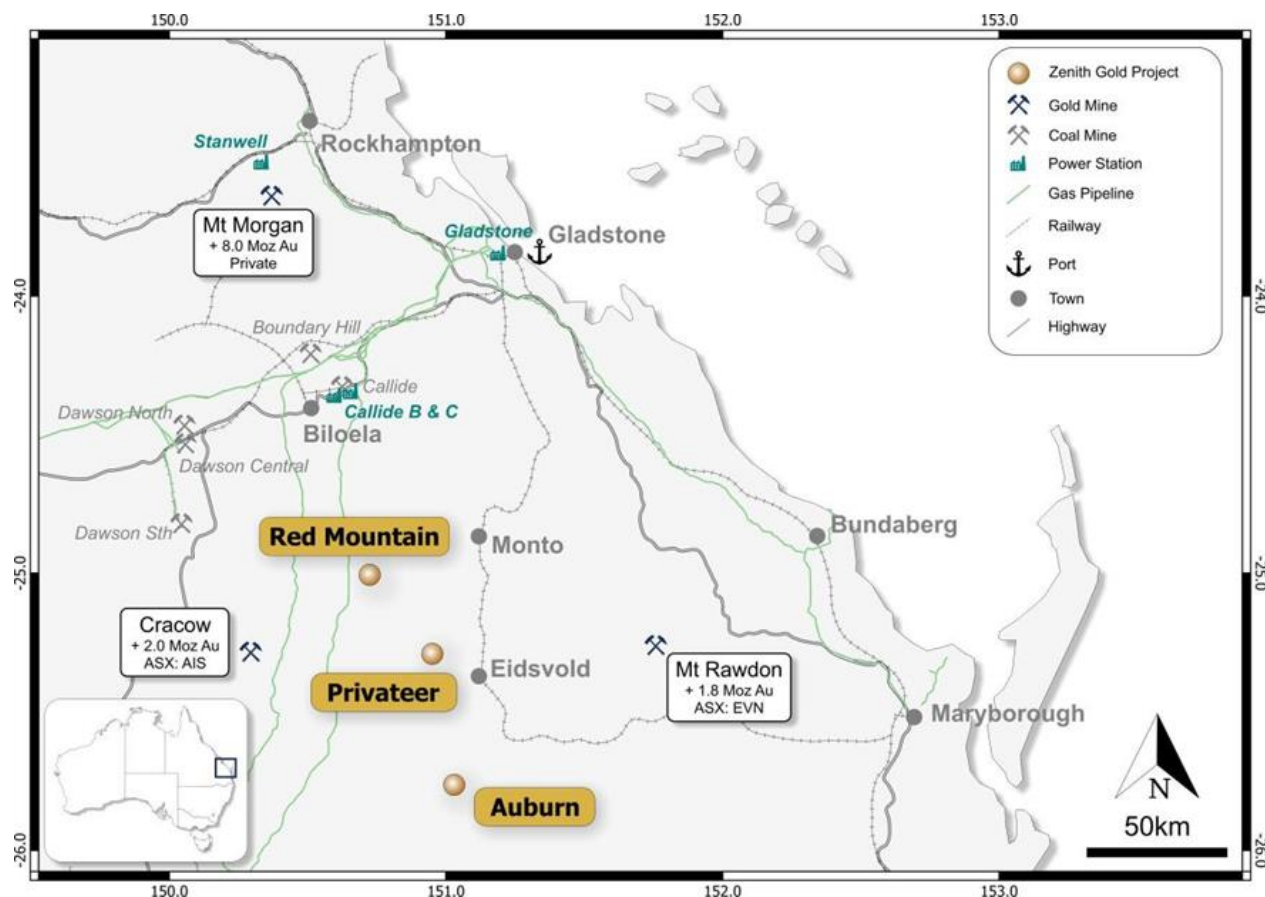 150.0
151.0
152.0
153.0
Zenith Gold Project
Gold Mine
Coal Mine
Power Station
Gas Pipeline
Railway
Port
Town
Highway
Stanwell
Rockhampton
Mt Morgan
+ 8.0 Moz Au
Private
Gladstone
Gladstone
-24.0
-24.0
Boundary Hill
Callide
Callide B & C
Biloela
Dawson North
Dawson Central
Dawson Sth
Red Mountain
Monto
Bundaberg
-25.0
-25.0
Cracow
+ 2.0 Moz Au
ASX: AIS
Privateer
Eidsvold
Mt Rawdon
+ 1.8 Moz Au
ASX: EVN
Maryborough
Auburn
N
50km
-26.0
-26.0
150.0
151.0
152.0
153.0